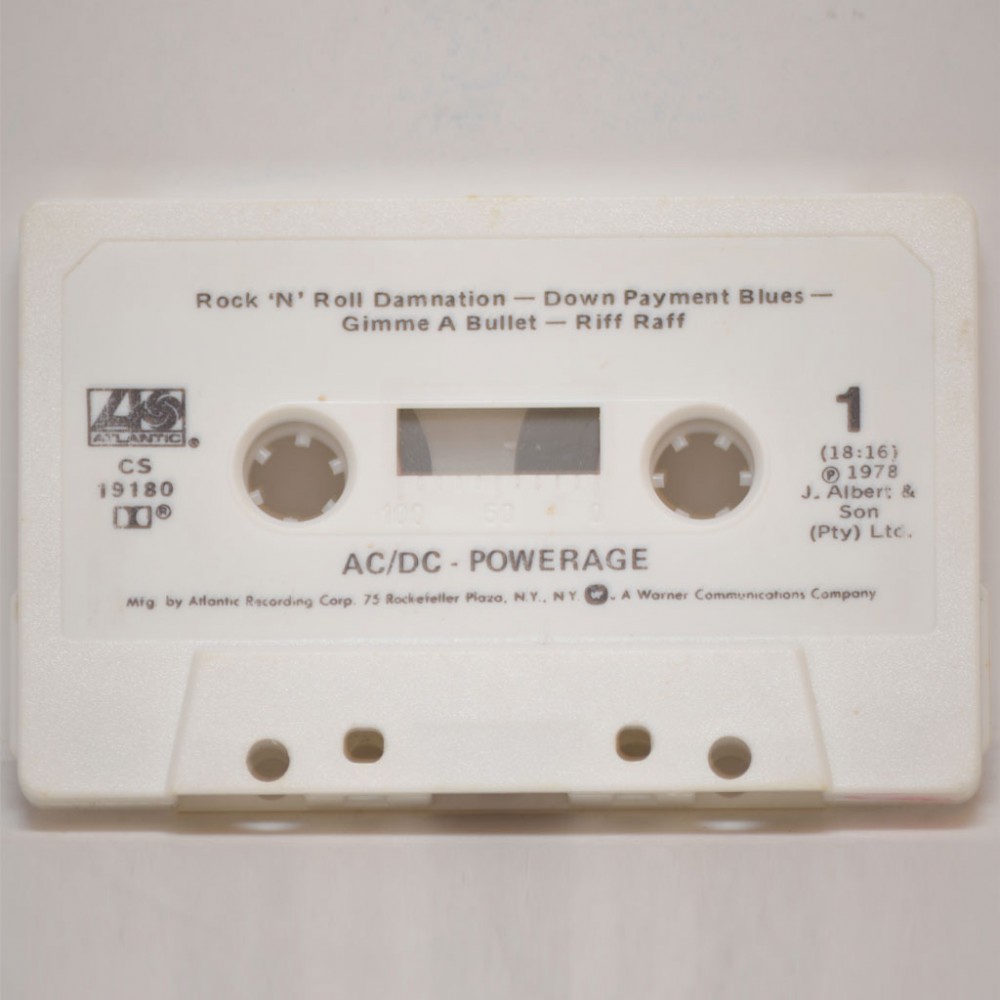 Rock 'N' Roll Damnation — Down Payment Blues —
Gimme A Bullet — Riff Raff
ATLANTIC®
CS
19180
®
1
(18:16)
℗ 1978
J. Albert &
Son
(Pty) Ltd.
100 50 0
AC/DC - POWERAGE
Mfg. by Atlantic Recording Corp. 75 Rockefeller Plaza, N.Y., N Y . A Warner Communications Company